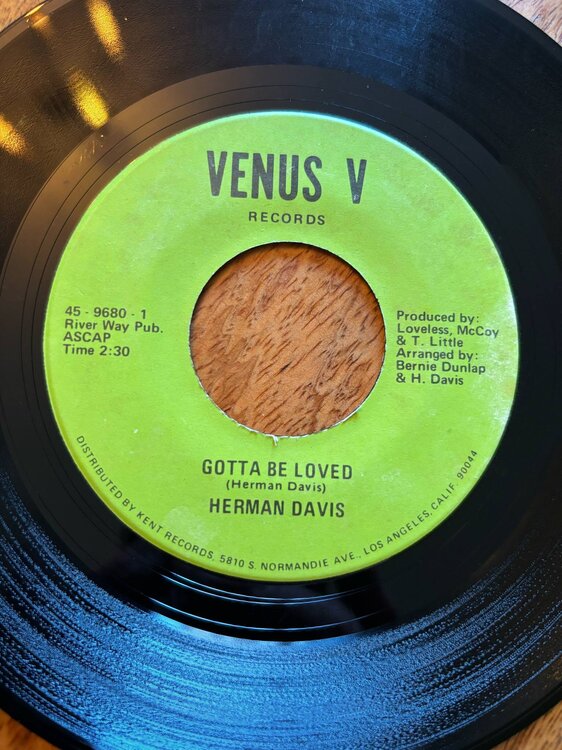 VENUS V
RECORDS
45 - 9680 - 1
River Way Pub.
ASCAP
Time 2:30
Produced by:
Loveless, McCoy
& T. Little
Arranged by:
Bernie Dunlap
& H. Davis
GOTTA BE LOVED
(Herman Davis)
HERMAN DAVIS
DISTRIBUTED BY KENT RECORDS, 5810 S. NORMANDIE AVE., LOS ANGELES, CALIF. 90044